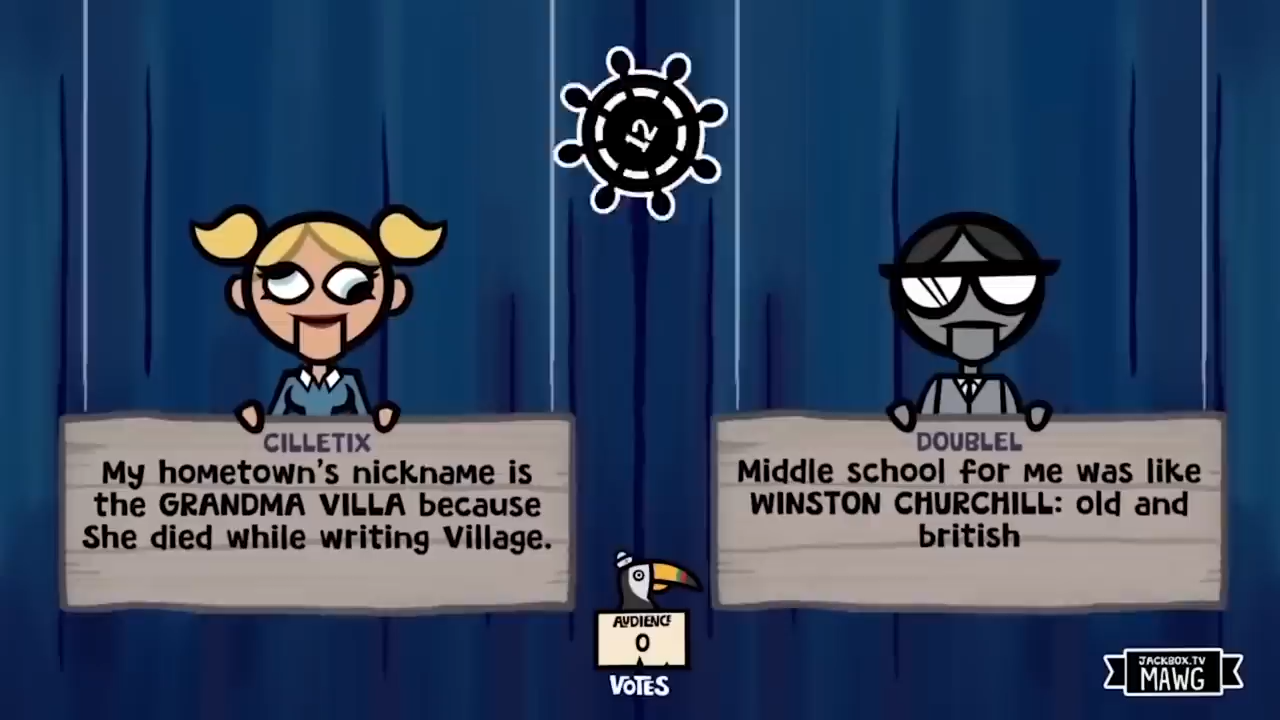 12
CILLETIX
My hometown's nickname is
the GRANDMA VILLA because
She died while writing Village.
DOUBLEL
Middle school for me was like
WINSTON CHURCHILL: old and
british
AUDIENCE
0
VOTES
JACKBOX.TV
MAWG